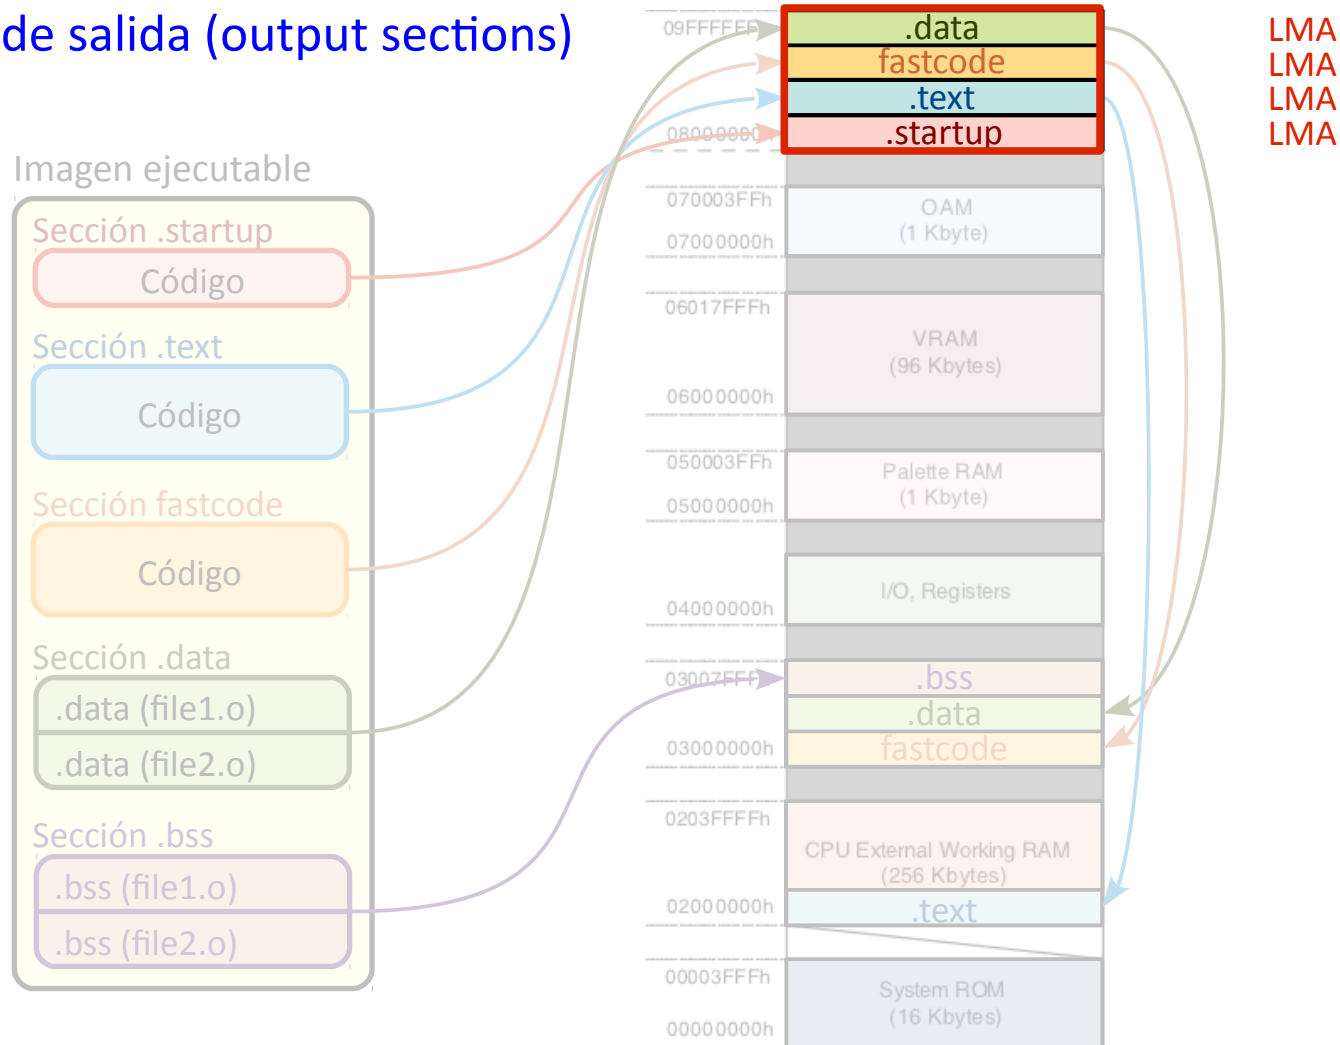 de salida (output sections)
Imagen ejecutable
Sección .startup
Código
Sección .text
Código
Sección fastcode
Código
Sección .data
.data (file1.o)
.data (file2.o)
Sección .bss
.bss (file1.o)
.bss (file2.o)
.data
LMA
fastcode
LMA
.text
LMA
08000000h
.startup
LMA
070003FFh
OAM
(1 Kbyte)
07000000h
06017FFFh
VRAM
(96 Kbytes)
06000000h
050003FFh
Palette RAM
(1 Kbyte)
05000000h
I/O, Registers
04000000h
.bss
.data
03000000h
fastcode
0203FFFFh
CPU External Working RAM
(256 Kbytes)
02000000h
.text
00003FFFh
System ROM
(16 Kbytes)
00000000h